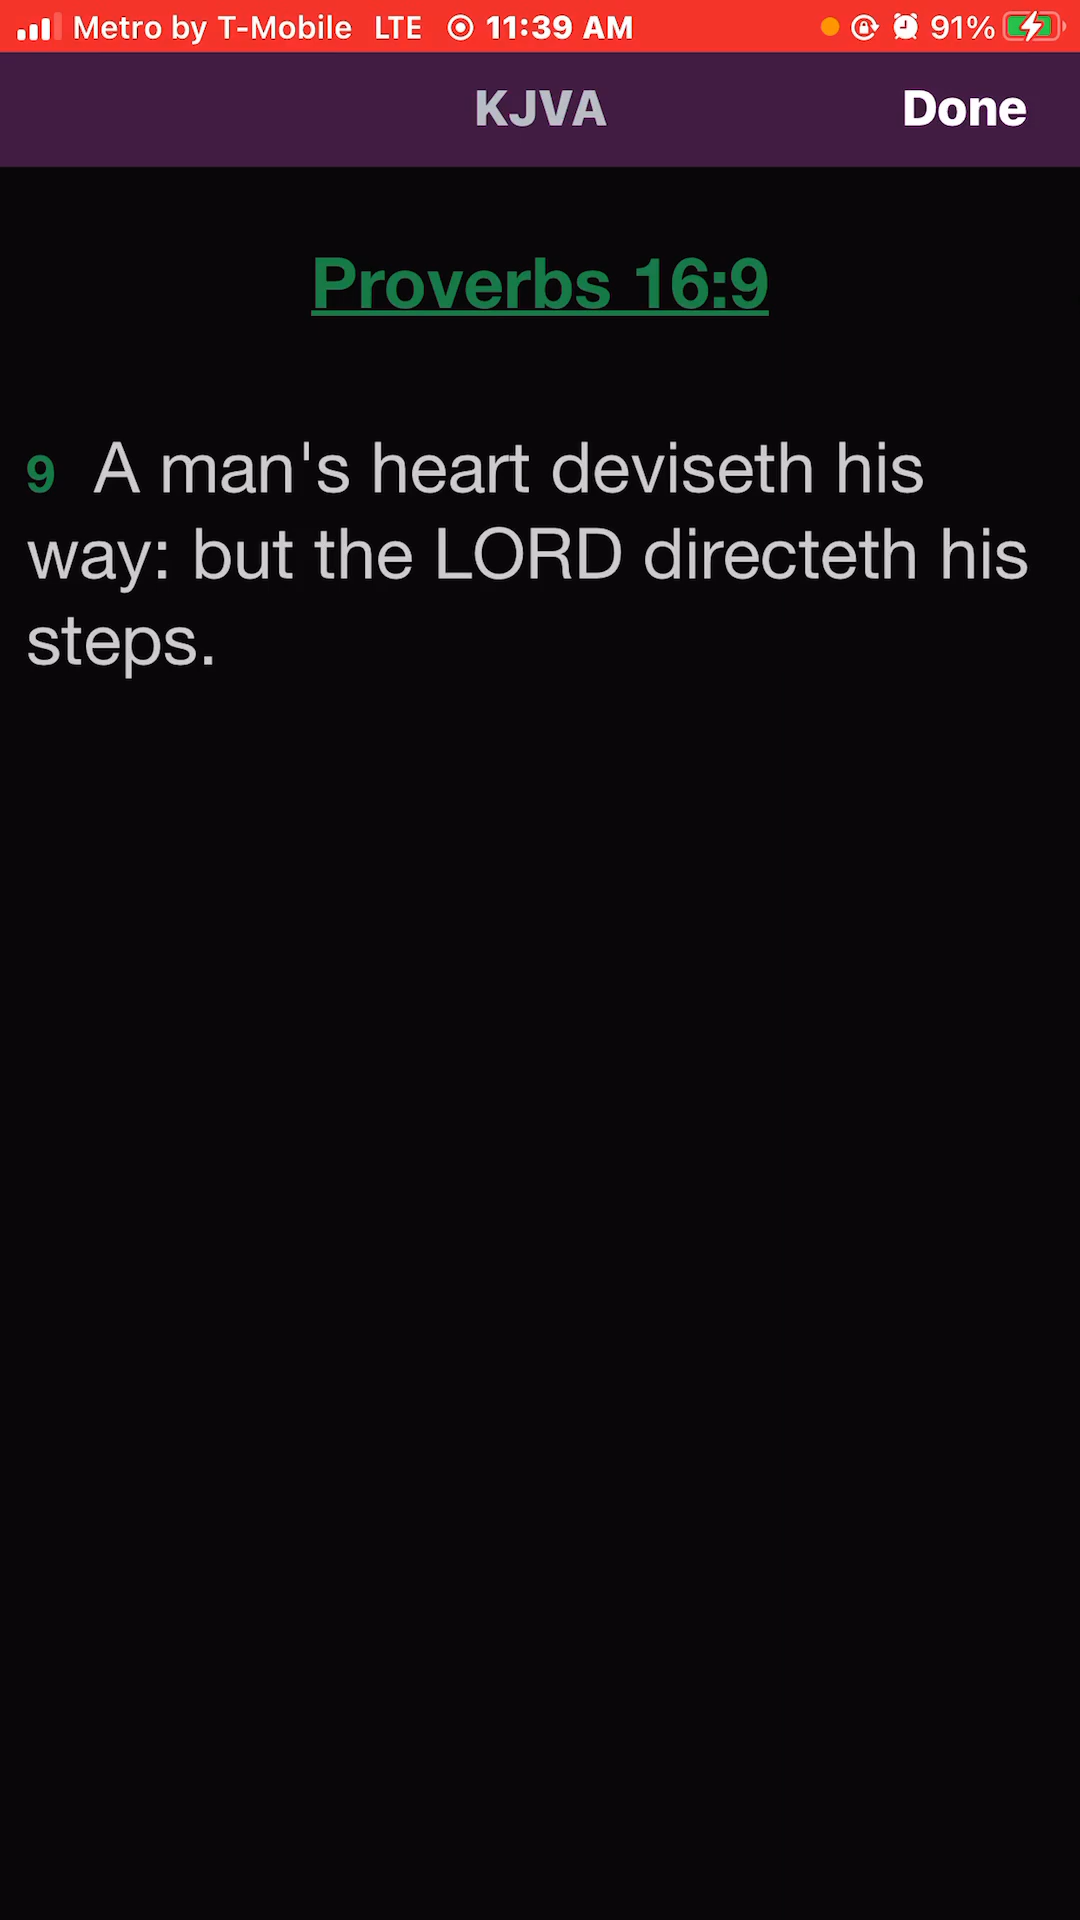 Metro by T-Mobile LTE 11:39 AM 91%
KJVA Done
Proverbs 16:9
9 A man's heart deviseth his
way: but the LORD directeth his
steps.